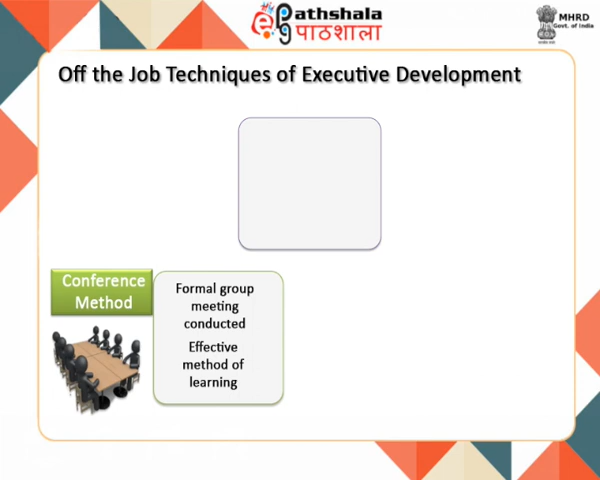 ePathshala
पाठशाला
MHRD
Govt. of India
Off the Job Techniques of Executive Development
Conference
Method
Formal group
meeting
conducted
Effective
method of
learning